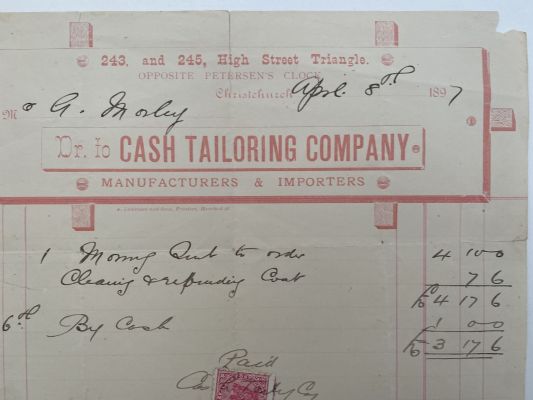 243, and 245, High Street Triangle.
OPPOSITE PETERSEN'S CLOCK
Christchurch April 8th 1897
Mr A. Morley
Dr. to CASH TAILORING COMPANY
MANUFACTURERS & IMPORTERS
1 Morning Suit to order 4 10 0
Cleaning & rebinding Coat 7 6
£4 17 6
6th By Cash 1 0 0
£3 17 6
Paid